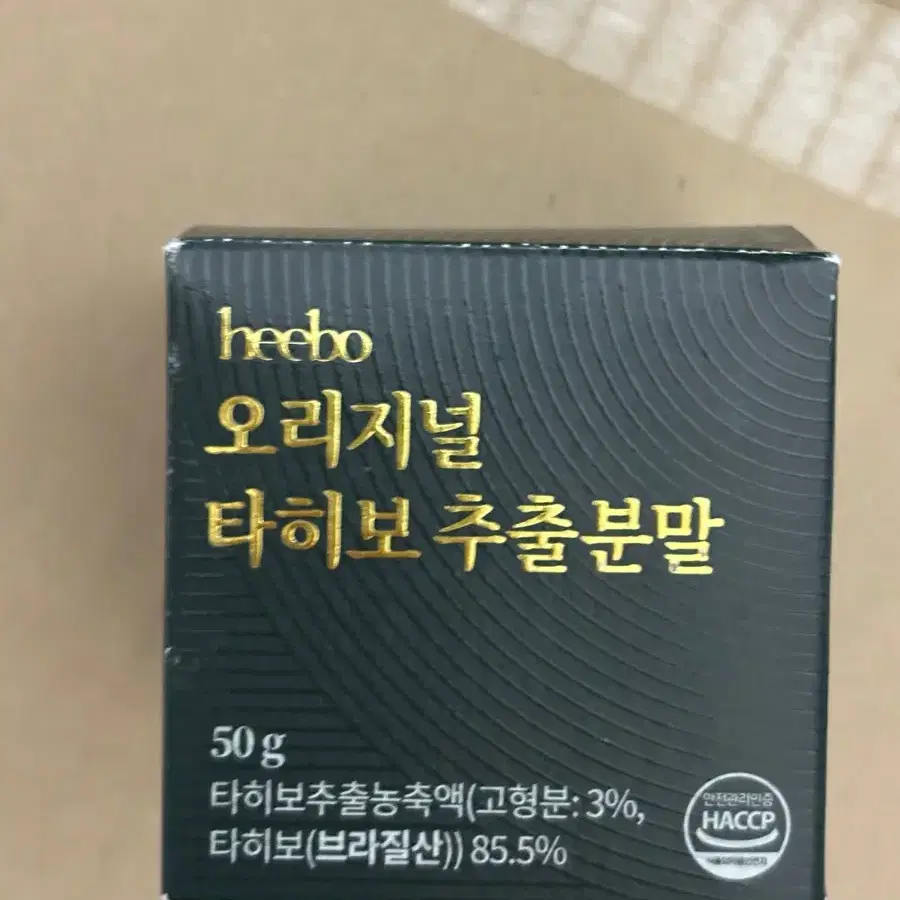 heebo
오리지널
타히보 추출분말
50 g
타히보추출농축액(고형분: 3%,
타히보(브라질산)) 85.5%
안전관리인증
HACCP